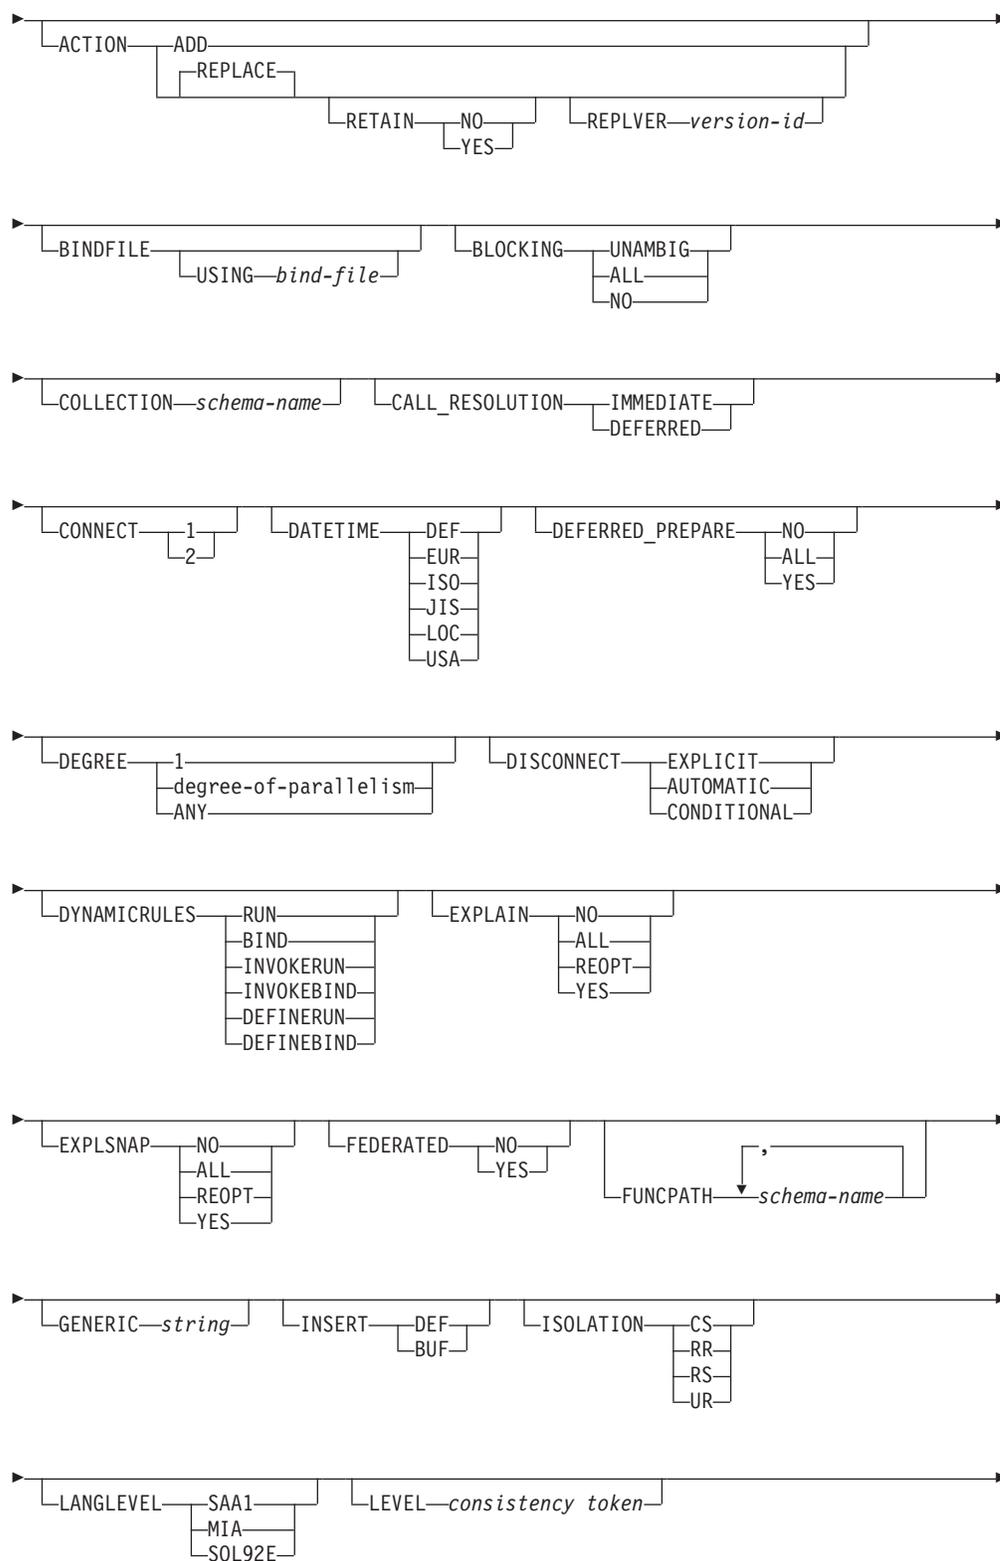 ACTION ADD
REPLACE
RETAIN NO REPLVER version-id
YES
BINDFILE BLOCKING UNAMBIG
USING bind-file ALL
NO
COLLECTION schema-name CALL_RESOLUTION IMMEDIATE
DEFERRED
CONNECT 1 DATETIME DEF DEFERRED_PREPARE NO
2 EUR ALL
ISO YES
JIS
LOC
USA
DEGREE 1 DISCONNECT EXPLICIT
degree-of-parallelism AUTOMATIC
ANY CONDITIONAL
DYNAMICRULES RUN EXPLAIN NO
BIND ALL
INVOKERUN REOPT
INVOKEBIND YES
DEFINERUN
DEFINEBIND
EXPLSNAP NO FEDERATED NO ,
ALL YES
REOPT FUNCPATH schema-name
YES
GENERIC string INSERT DEF ISOLATION CS
BUF RR
RS
UR
LANGLEVEL SAA1 LEVEL consistency token
MIA
SQL92E